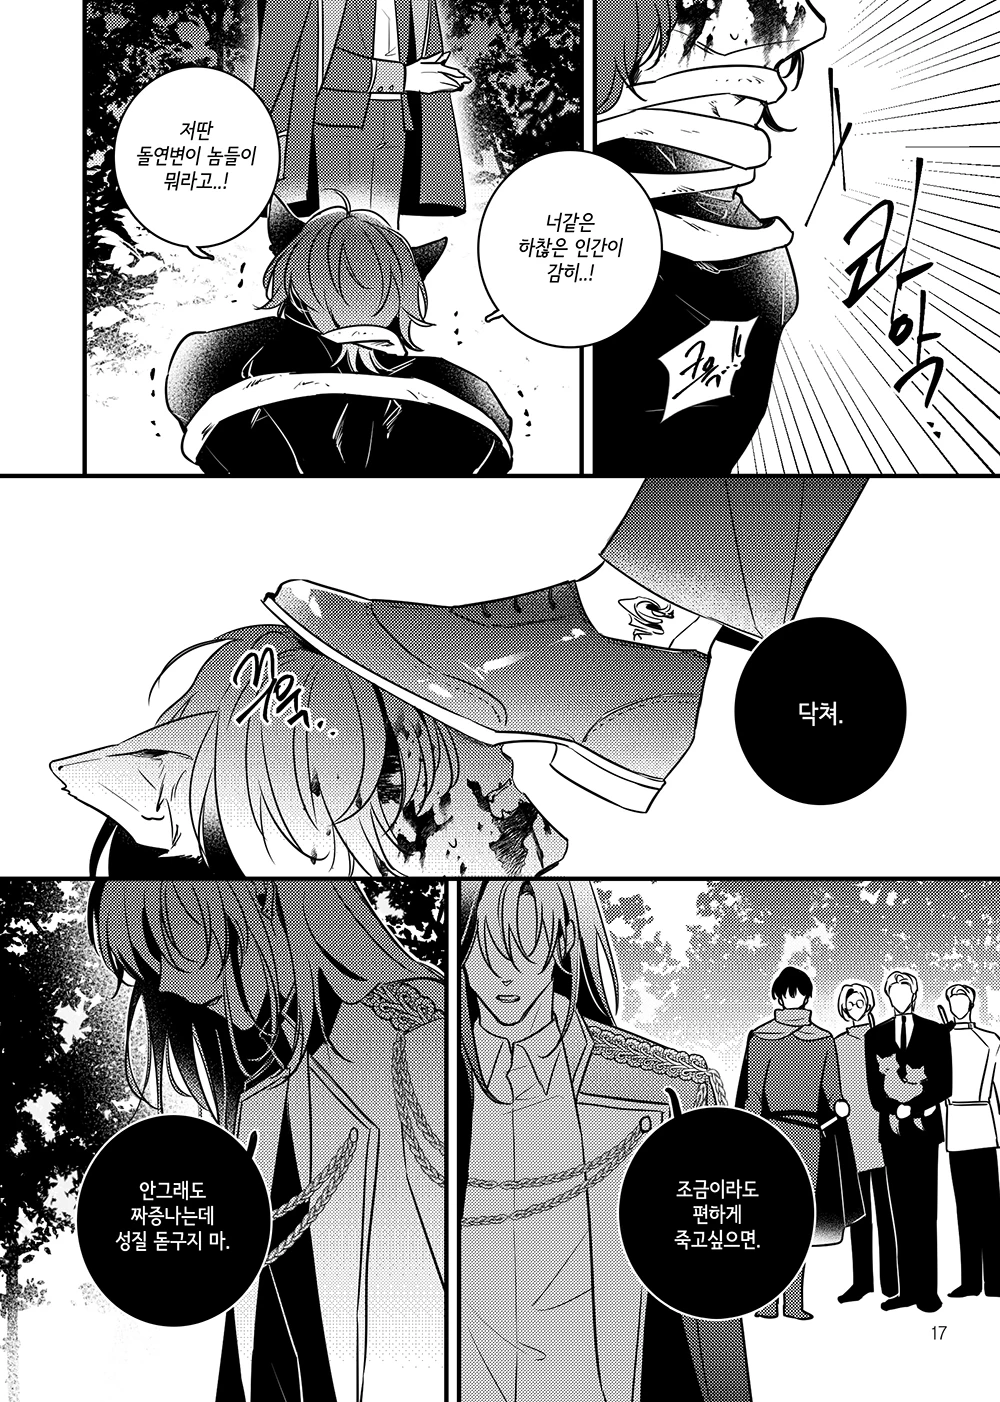 저딴
돌연변이 놈들이
뭐라고..!
너같은
하찮은 인간이
감히..!
콰악
크윽..!!
닥쳐.
안그래도
짜증나는데
성질 돋구지 마.
조금이라도
편하게
죽고싶으면.
17